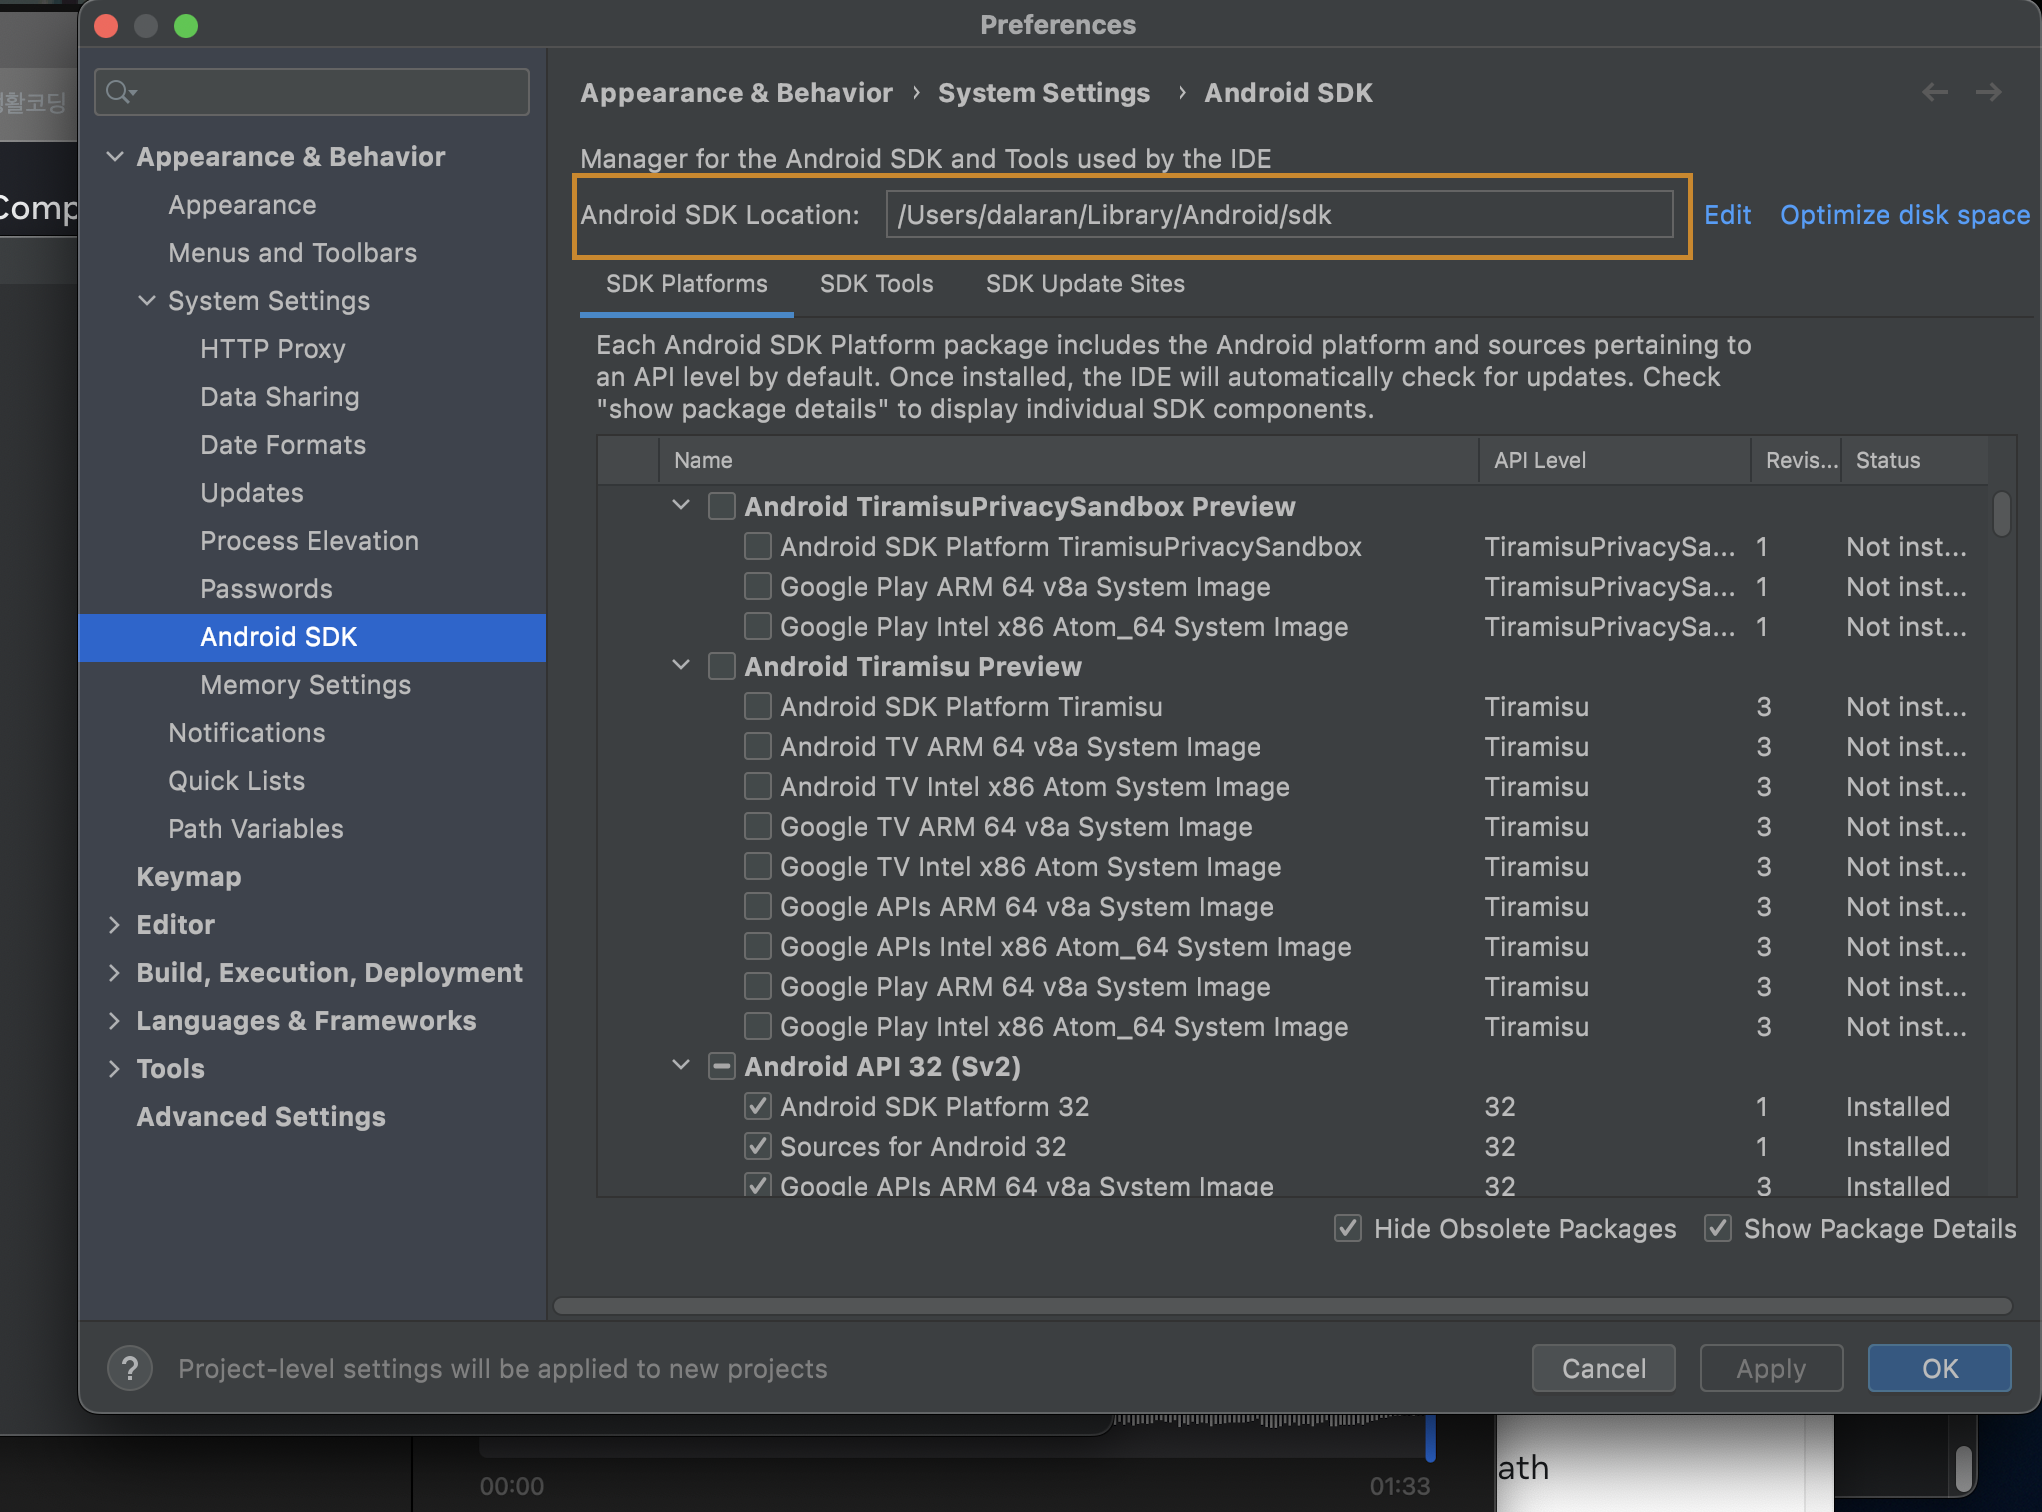 Preferences
Appearance & Behavior › System Settings › Android SDK
Manager for the Android SDK and Tools used by the IDE
Android SDK Location: /Users/dalaran/Library/Android/sdk Edit Optimize disk space
SDK Platforms SDK Tools SDK Update Sites
Each Android SDK Platform package includes the Android platform and sources pertaining to
an API level by default. Once installed, the IDE will automatically check for updates. Check
"show package details" to display individual SDK components.
Name API Level Revis... Status
Android TiramisuPrivacySandbox Preview
Android SDK Platform TiramisuPrivacySandbox TiramisuPrivacySa... 1 Not inst...
Google Play ARM 64 v8a System Image TiramisuPrivacySa... 1 Not inst...
Google Play Intel x86 Atom_64 System Image TiramisuPrivacySa... 1 Not inst...
Android Tiramisu Preview
Android SDK Platform Tiramisu Tiramisu 3 Not inst...
Android TV ARM 64 v8a System Image Tiramisu 3 Not inst...
Android TV Intel x86 Atom System Image Tiramisu 3 Not inst...
Google TV ARM 64 v8a System Image Tiramisu 3 Not inst...
Google TV Intel x86 Atom System Image Tiramisu 3 Not inst...
Google APIs ARM 64 v8a System Image Tiramisu 3 Not inst...
Google APIs Intel x86 Atom_64 System Image Tiramisu 3 Not inst...
Google Play ARM 64 v8a System Image Tiramisu 3 Not inst...
Google Play Intel x86 Atom_64 System Image Tiramisu 3 Not inst...
Android API 32 (Sv2)
Android SDK Platform 32 32 1 Installed
Sources for Android 32 32 1 Installed
Google APIs ARM 64 v8a System Image 32 3 Installed
Hide Obsolete Packages Show Package Details
Appearance & Behavior
Appearance
Menus and Toolbars
System Settings
HTTP Proxy
Data Sharing
Date Formats
Updates
Process Elevation
Passwords
Android SDK
Memory Settings
Notifications
Quick Lists
Path Variables
Keymap
Editor
Build, Execution, Deployment
Languages & Frameworks
Tools
Advanced Settings
? Project-level settings will be applied to new projects
Cancel Apply OK
활코딩
Comp
00:00 01:33
ath